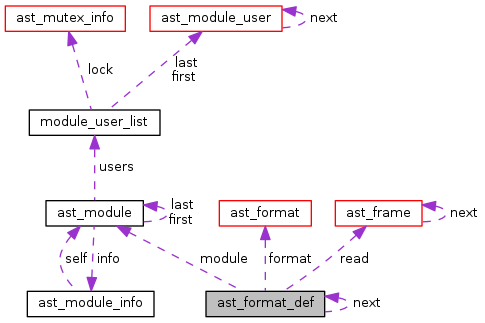 ast_mutex_info
ast_module_user
next
lock
last
first
module_user_list
users
ast_module
last
first
ast_format
ast_frame
next
self
info
module
format
read
ast_module_info
ast_format_def
next